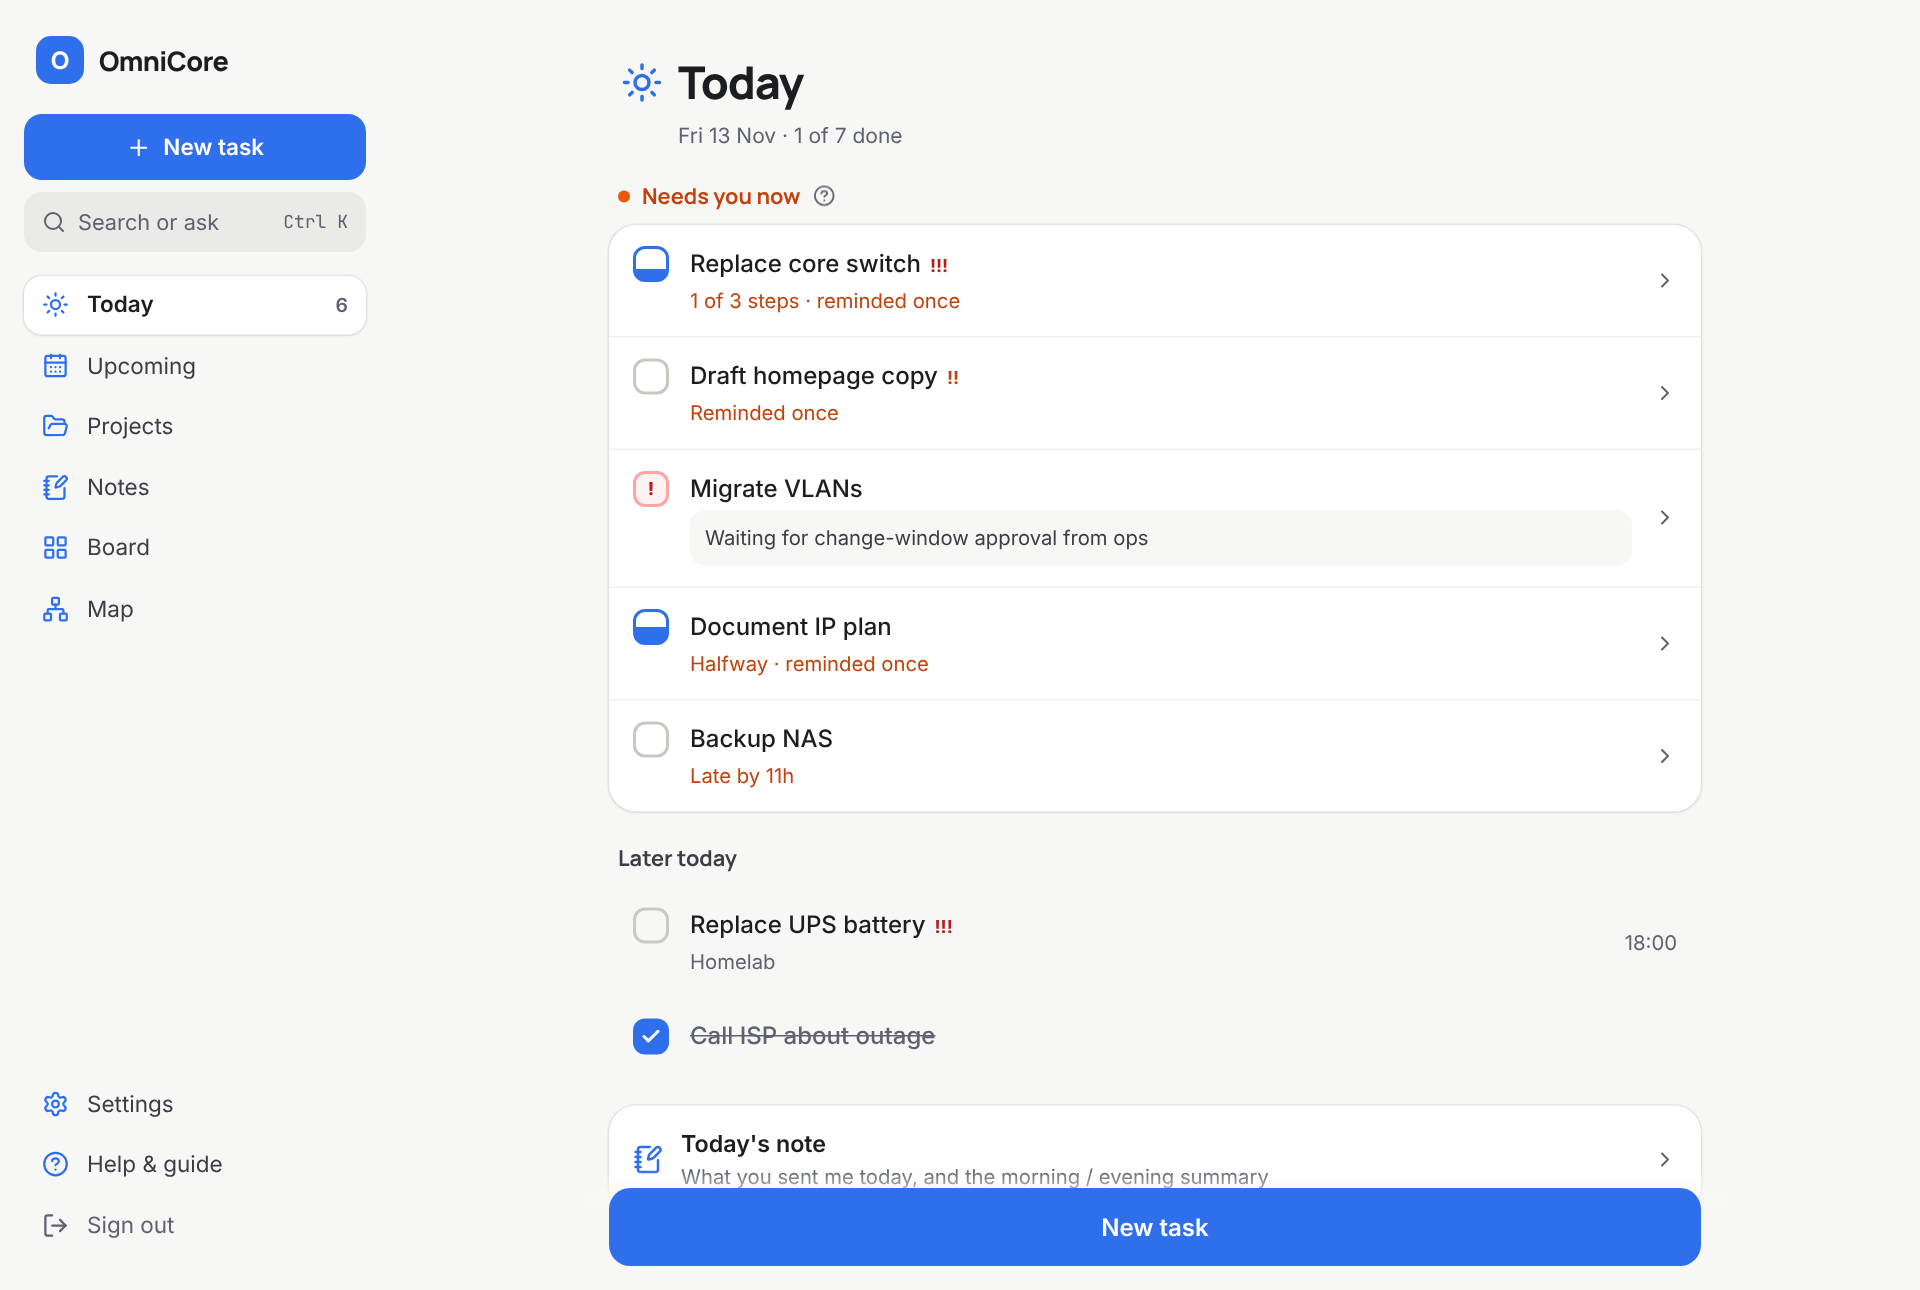 O OmniCore
+ New task
Search or ask Ctrl K
Today 6
Upcoming
Projects
Notes
Board
Map
Settings
Help & guide
Sign out
Today
Fri 13 Nov · 1 of 7 done
Needs you now ?
Replace core switch !!!
1 of 3 steps · reminded once
Draft homepage copy !!
Reminded once
! Migrate VLANs
Waiting for change-window approval from ops
Document IP plan
Halfway · reminded once
Backup NAS
Late by 11h
Later today
Replace UPS battery !!!
Homelab
18:00
Call ISP about outage
Today's note
What you sent me today, and the morning / evening summary
New task